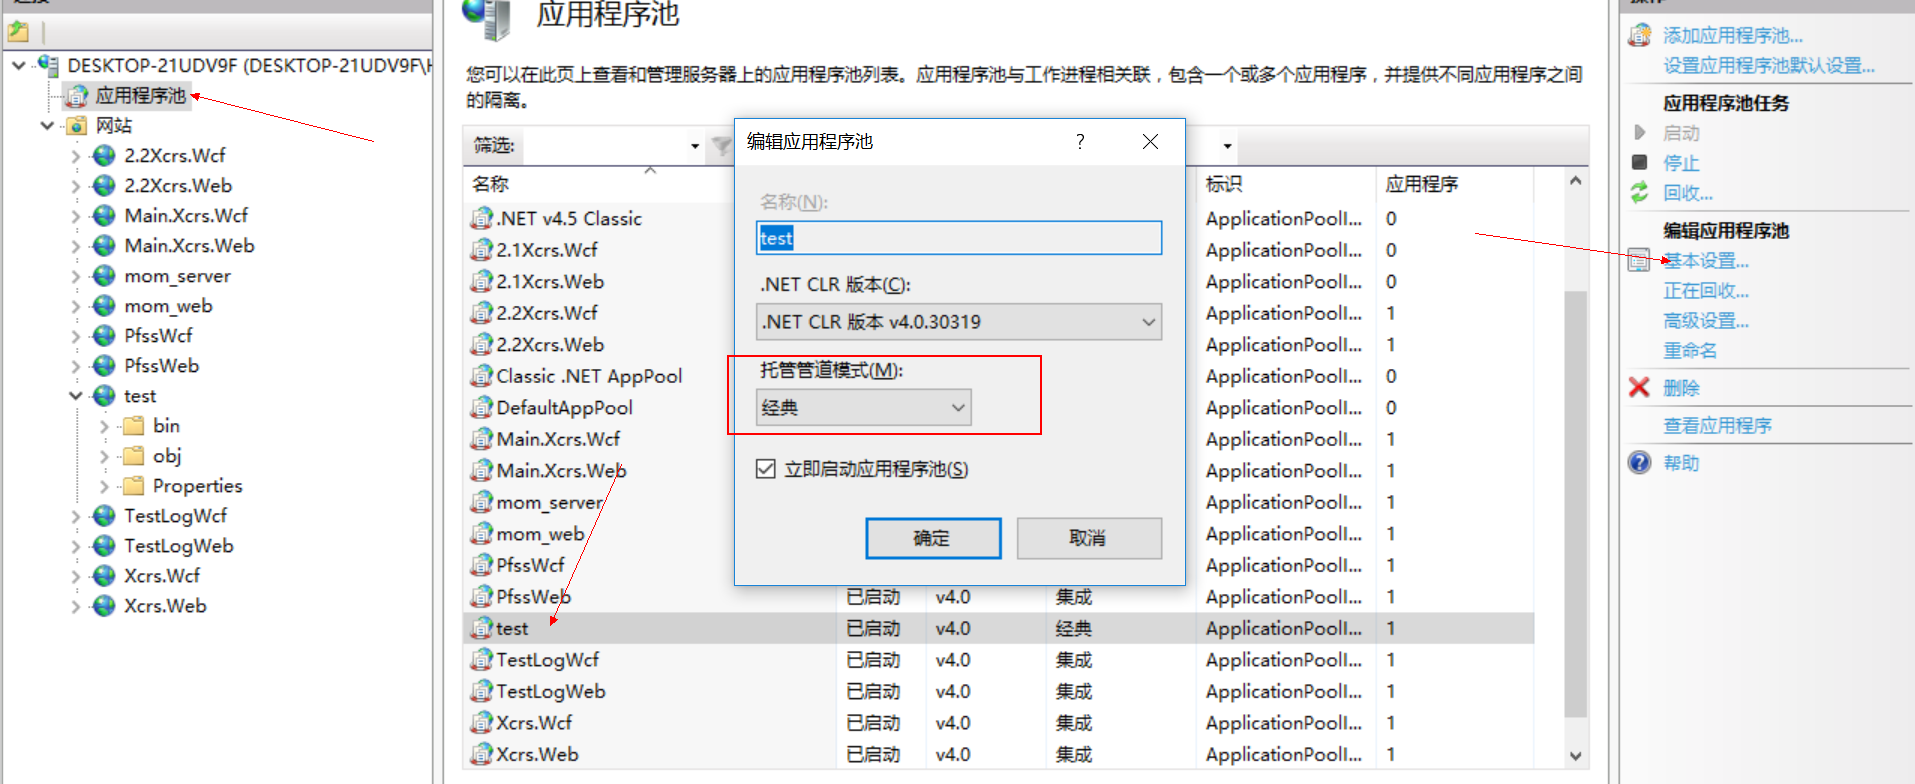 DESKTOP-21UDV9F (DESKTOP-21UDV9F\
应用程序池
网站
2.2Xcrs.Wcf
2.2Xcrs.Web
Main.Xcrs.Wcf
Main.Xcrs.Web
mom_server
mom_web
PfssWcf
PfssWeb
test
bin
obj
Properties
TestLogWcf
TestLogWeb
Xcrs.Wcf
Xcrs.Web
应用程序池
您可以在此页上查看和管理服务器上的应用程序池列表。应用程序池与工作进程相关联，包含一个或多个应用程序，并提供不同应用程序之间
的隔离。
筛选:
名称 标识 应用程序
.NET v4.5 Classic ApplicationPoolI... 0
2.1Xcrs.Wcf ApplicationPoolI... 0
2.1Xcrs.Web ApplicationPoolI... 0
2.2Xcrs.Wcf ApplicationPoolI... 1
2.2Xcrs.Web ApplicationPoolI... 1
Classic .NET AppPool ApplicationPoolI... 0
DefaultAppPool ApplicationPoolI... 0
Main.Xcrs.Wcf ApplicationPoolI... 1
Main.Xcrs.Web ApplicationPoolI... 1
mom_server ApplicationPoolI... 1
mom_web ApplicationPoolI... 1
PfssWcf ApplicationPoolI... 1
PfssWeb 已启动 v4.0 集成 ApplicationPoolI... 1
test 已启动 v4.0 经典 ApplicationPoolI... 1
TestLogWcf 已启动 v4.0 集成 ApplicationPoolI... 1
TestLogWeb 已启动 v4.0 集成 ApplicationPoolI... 1
Xcrs.Wcf 已启动 v4.0 集成 ApplicationPoolI... 1
Xcrs.Web 已启动 v4.0 集成 ApplicationPoolI... 1
编辑应用程序池 ?
名称(N):
test
.NET CLR 版本(C):
.NET CLR 版本 v4.0.30319
托管管道模式(M):
经典
立即启动应用程序池(S)
确定 取消
添加应用程序池...
设置应用程序池默认设置...
应用程序池任务
启动
停止
回收...
编辑应用程序池
基本设置...
正在回收...
高级设置...
重命名
删除
查看应用程序
帮助